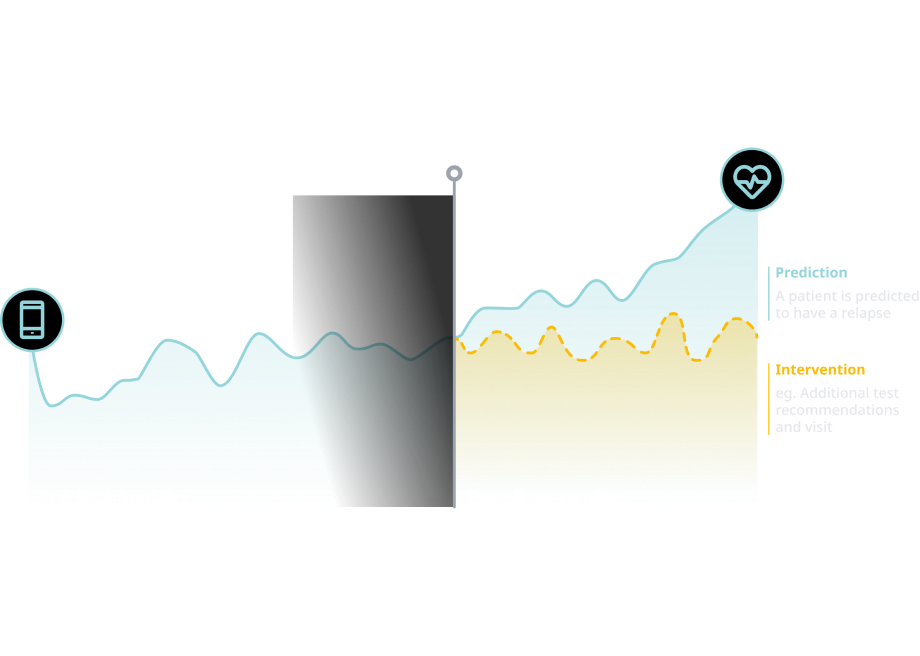 Prediction
A patient is predicted
to have a relapse
Intervention
eg. Additional test
recommendations
and visit